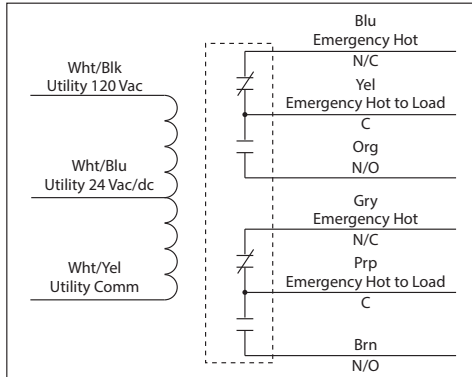 Wht/Blk
Utility 120 Vac
Wht/Blu
Utility 24 Vac/dc
Wht/Yel
Utility Comm
Blu
Emergency Hot
N/C
Yel
Emergency Hot to Load
C
Org
N/O
Gry
Emergency Hot
N/C
Prp
Emergency Hot to Load
C
Brn
N/O